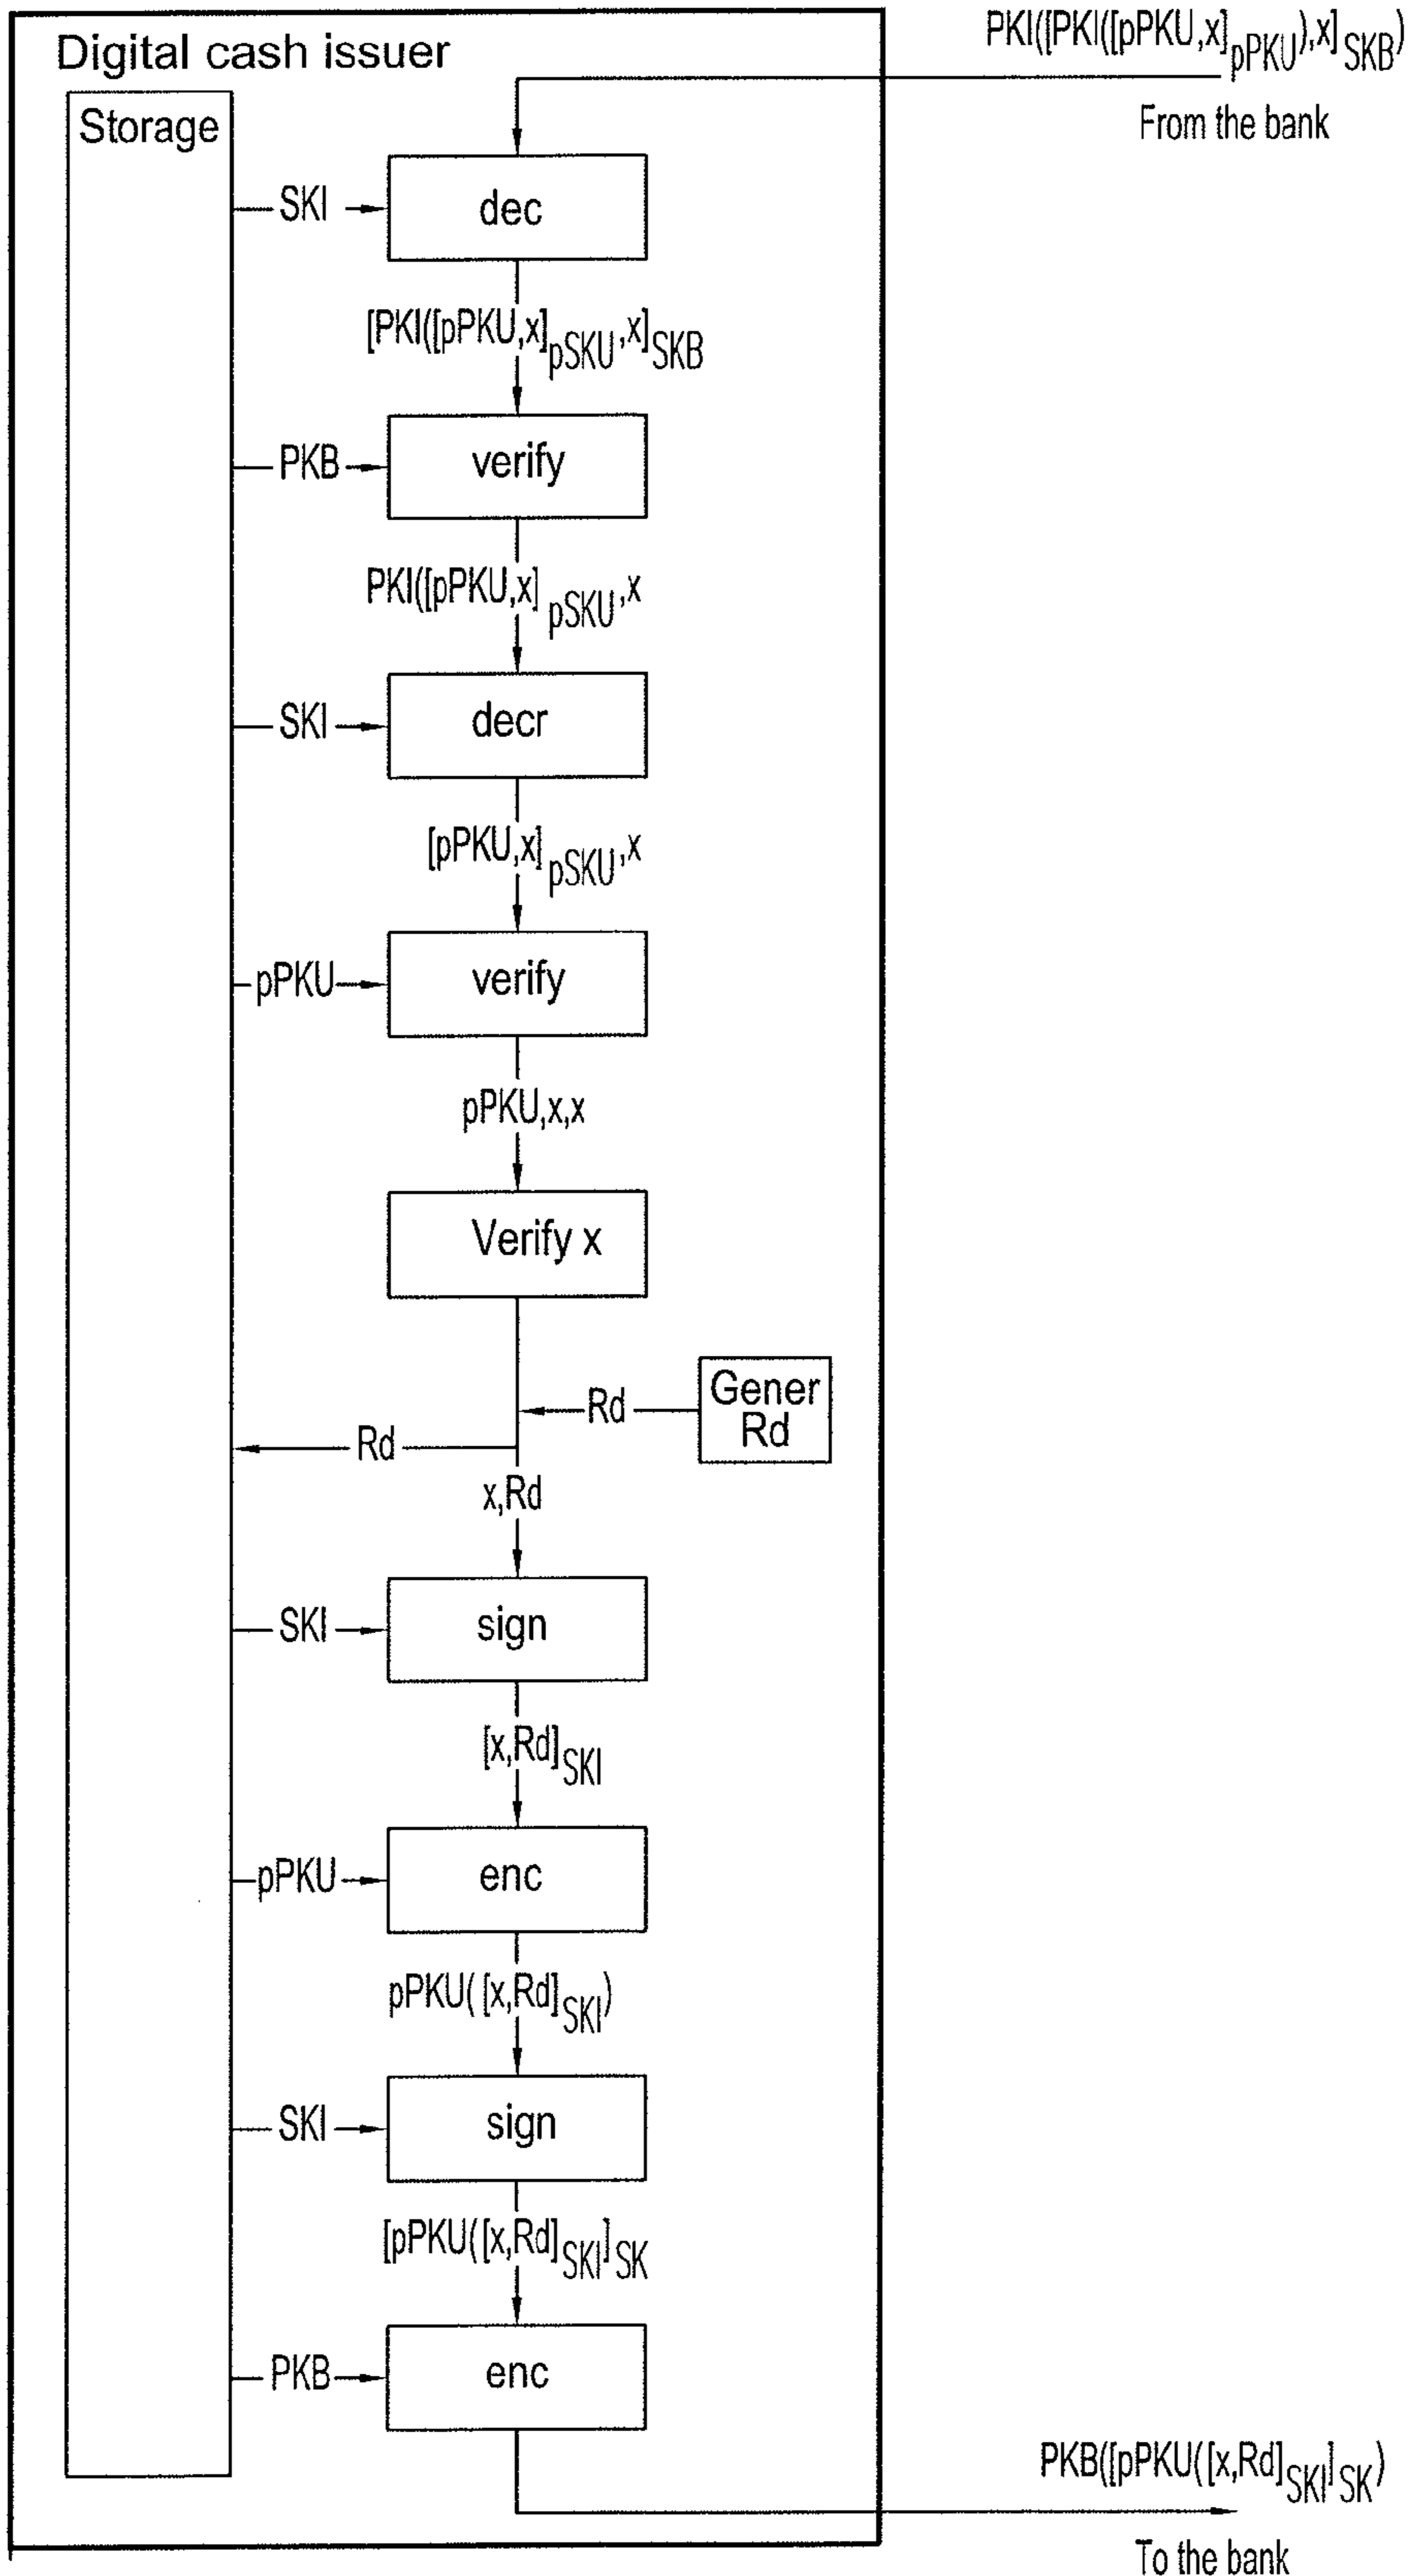 Digital cash issuer
PKI([PKI([pPKU,x]pPKU),x]SKB)
From the bank
Storage
SKI
dec
[PKI([pPKU,x]pSKU,x]SKB
PKB
verify
PKI([pPKU,x]pSKU,x
SKI
decr
[pPKU,x]pSKU,x
pPKU
verify
pPKU,x,x
Verify x
Gener
Rd
Rd
Rd
x,Rd
SKI
sign
[x,Rd]SKI
pPKU
enc
pPKU([x,Rd]SKI)
SKI
sign
[pPKU([x,Rd]SKI]SK
PKB
enc
PKB([pPKU([x,Rd]SKI]SK)
To the bank